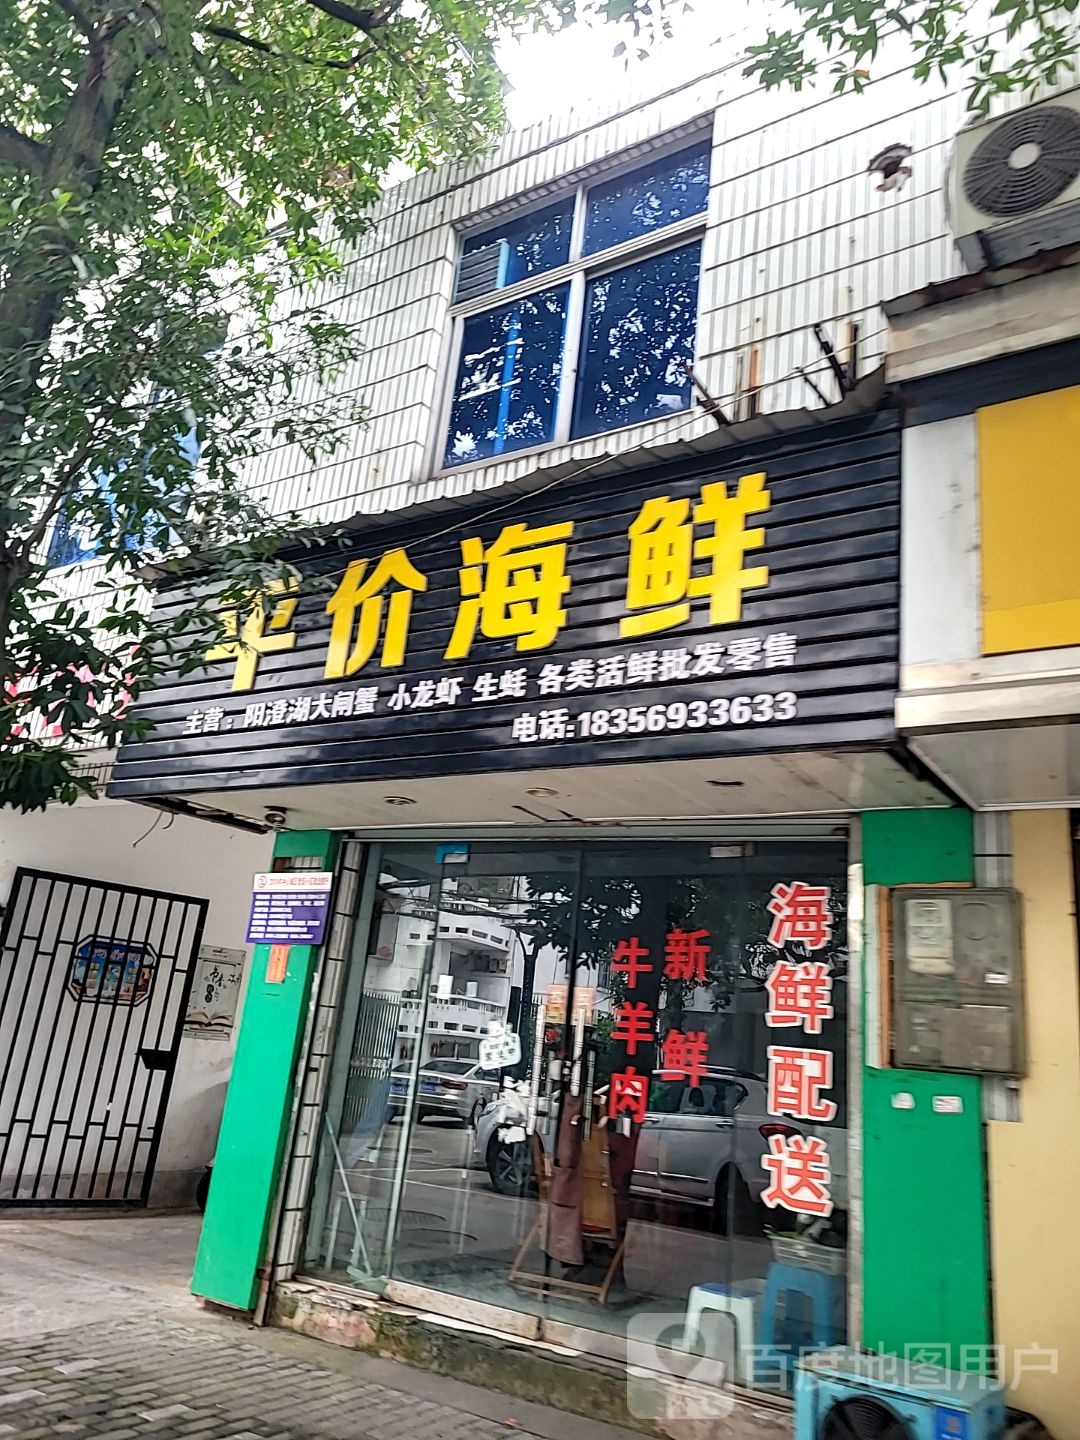 平价海鲜
主营：阳澄湖大闸蟹 小龙虾 生蚝 各类活鲜批发零售
电话:18356933633
海鲜配送
新鲜
牛羊肉
百度地图用户